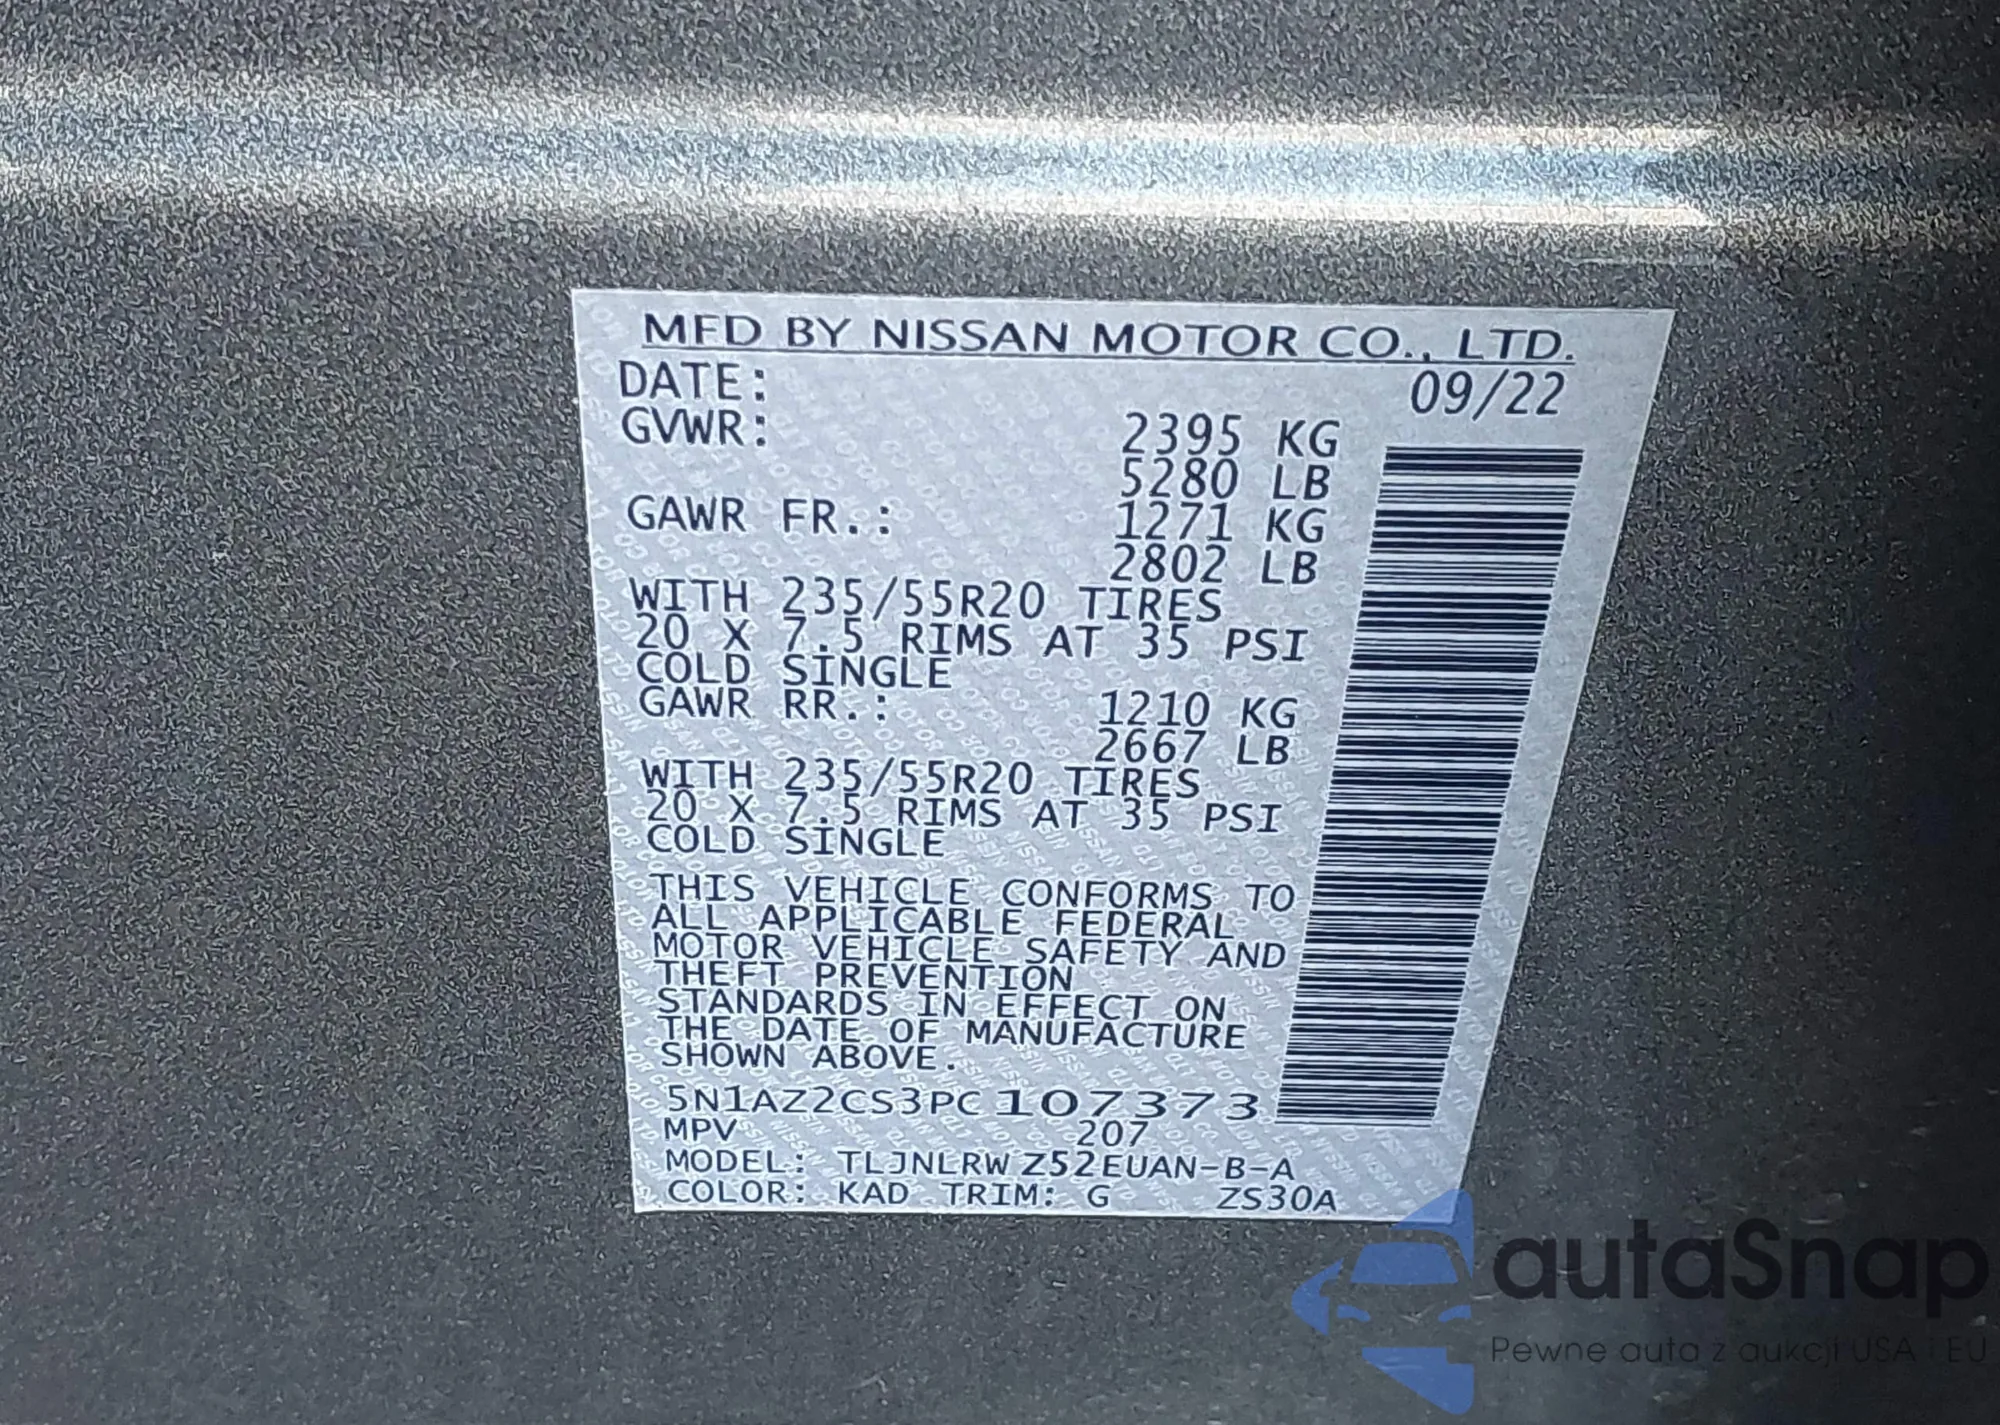 MFD BY NISSAN MOTOR CO., LTD.
DATE: 09/22
GVWR: 2395 KG
5280 LB
GAWR FR.: 1271 KG
2802 LB
WITH 235/55R20 TIRES
20 X 7.5 RIMS AT 35 PSI
COLD SINGLE
GAWR RR.: 1210 KG
2667 LB
WITH 235/55R20 TIRES
20 X 7.5 RIMS AT 35 PSI
COLD SINGLE
THIS VEHICLE CONFORMS TO
ALL APPLICABLE FEDERAL
MOTOR VEHICLE SAFETY AND
THEFT PREVENTION
STANDARDS IN EFFECT ON
THE DATE OF MANUFACTURE
SHOWN ABOVE.
5N1AZ2CS3PC107373
MPV 207
MODEL: TLJNLRWZ52EUAN-B-A
COLOR: KAD TRIM: G ZS30A
autaSnap
Pewne auta z aukcji USA i EU